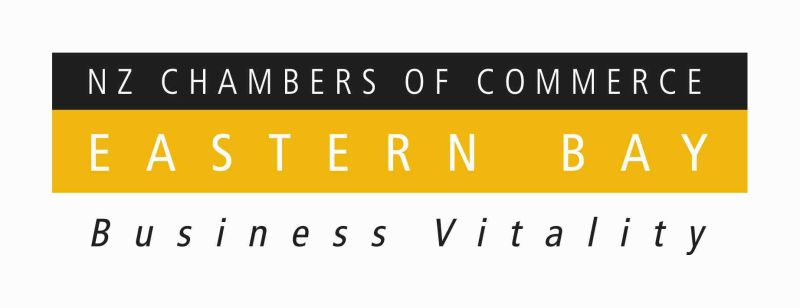 NZ CHAMBERS OF COMMERCE
EASTERN BAY
Business Vitality